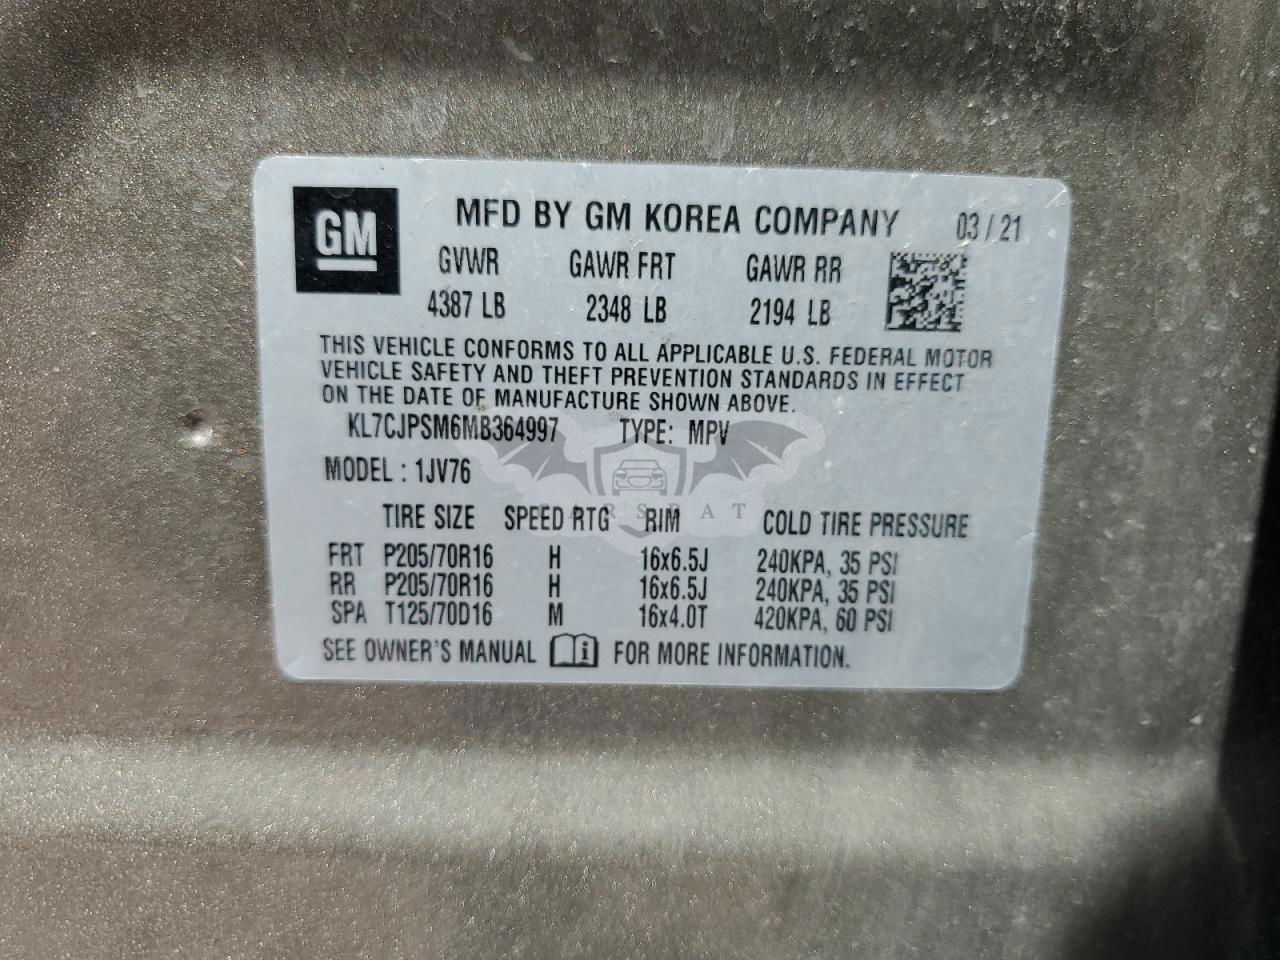 GM
MFD BY GM KOREA COMPANY 03 / 21
GVWR GAWR FRT GAWR RR
4387 LB 2348 LB 2194 LB
THIS VEHICLE CONFORMS TO ALL APPLICABLE U.S. FEDERAL MOTOR
VEHICLE SAFETY AND THEFT PREVENTION STANDARDS IN EFFECT
ON THE DATE OF MANUFACTURE SHOWN ABOVE.
KL7CJPSM6MB364997 TYPE: MPV
MODEL : 1JV76
TIRE SIZE SPEED RTG RIM COLD TIRE PRESSURE
FRT P205/70R16 H 16x6.5J 240KPA, 35 PSI
RR P205/70R16 H 16x6.5J 240KPA, 35 PSI
SPA T125/70D16 M 16x4.0T 420KPA, 60 PSI
SEE OWNER'S MANUAL i FOR MORE INFORMATION.